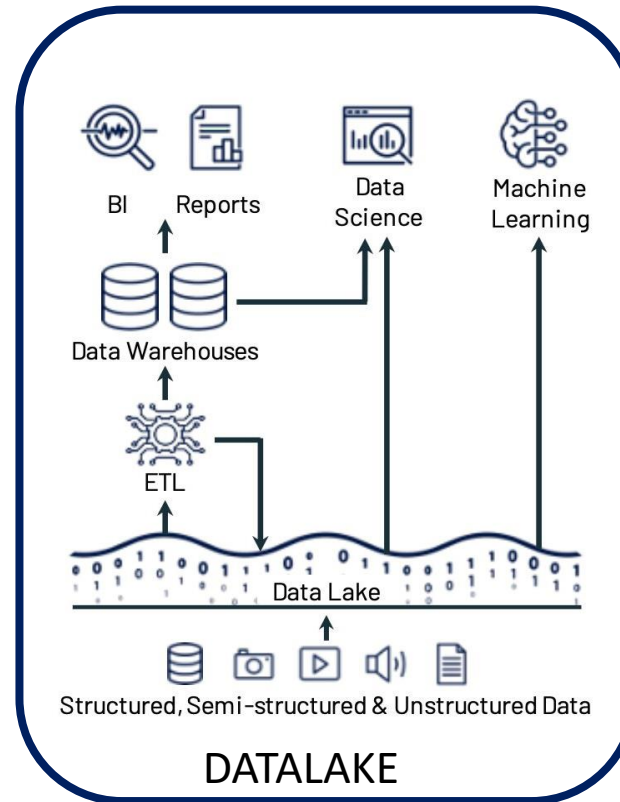 BI Reports
Data
Science
Machine
Learning
Data Warehouses
ETL
Data Lake
Structured, Semi-structured & Unstructured Data
DATALAKE